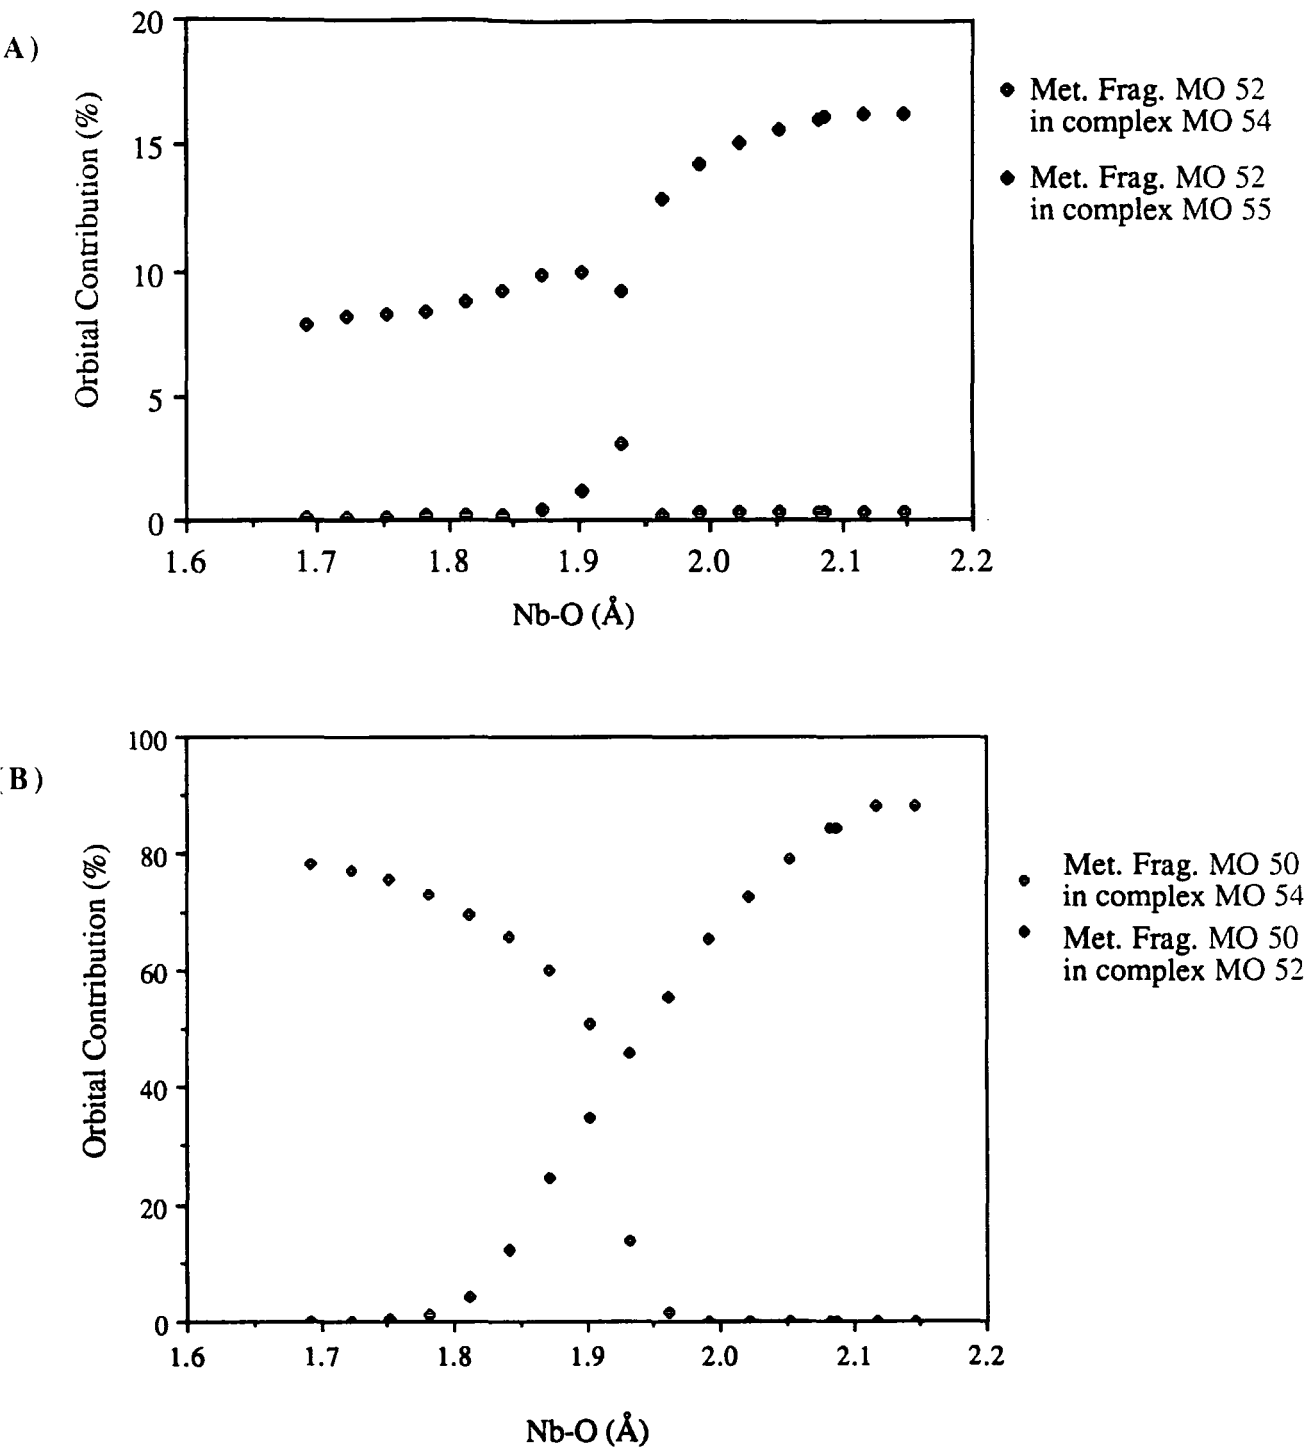 A)
20
15
10
5
0
Orbital Contribution (%)
1.6 1.7 1.8 1.9 2.0 2.1 2.2
Nb-O (Å)
Met. Frag. MO 52
in complex MO 54
Met. Frag. MO 52
in complex MO 55
(B)
100
80
60
40
20
0
Orbital Contribution (%)
1.6 1.7 1.8 1.9 2.0 2.1 2.2
Nb-O (Å)
Met. Frag. MO 50
in complex MO 54
Met. Frag. MO 50
in complex MO 52